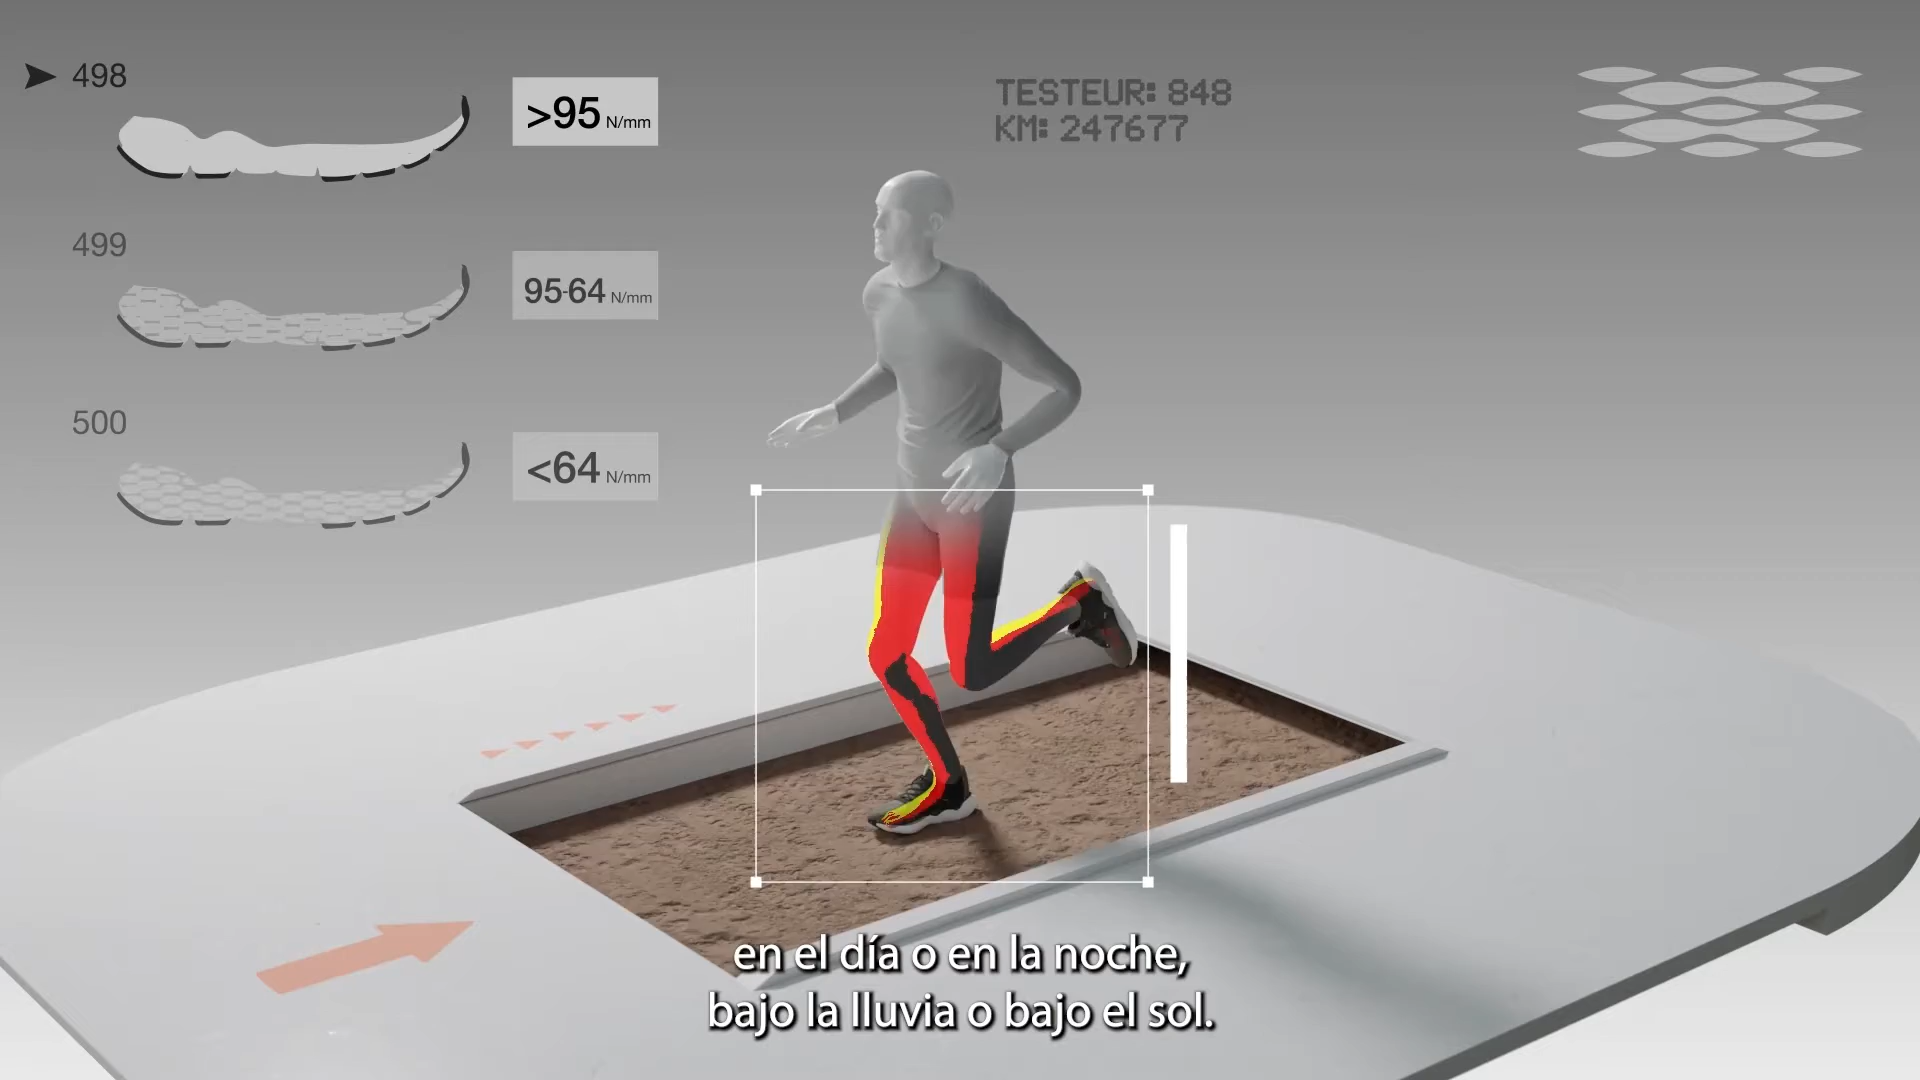 498
>95 N/mm
499
95-64 N/mm
500
<64 N/mm
TESTEUR: 848
KM: 247677
en el día o en la noche,
bajo la lluvia o bajo el sol.